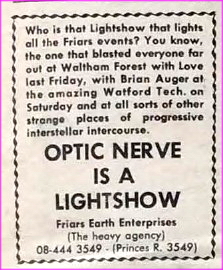 Who is that Lightshow that lights
all the Friars events? You know,
the one that blasted everyone far
out at Waltham Forest with Love
last Friday, with Brian Auger at
the amazing Watford Tech. on
Saturday and at all sorts of other
strange places of progressive
interstellar intercourse.
OPTIC NERVE
IS A
LIGHTSHOW
Friars Earth Enterprises
(The heavy agency)
08-444 3549 - (Princes R. 3549)